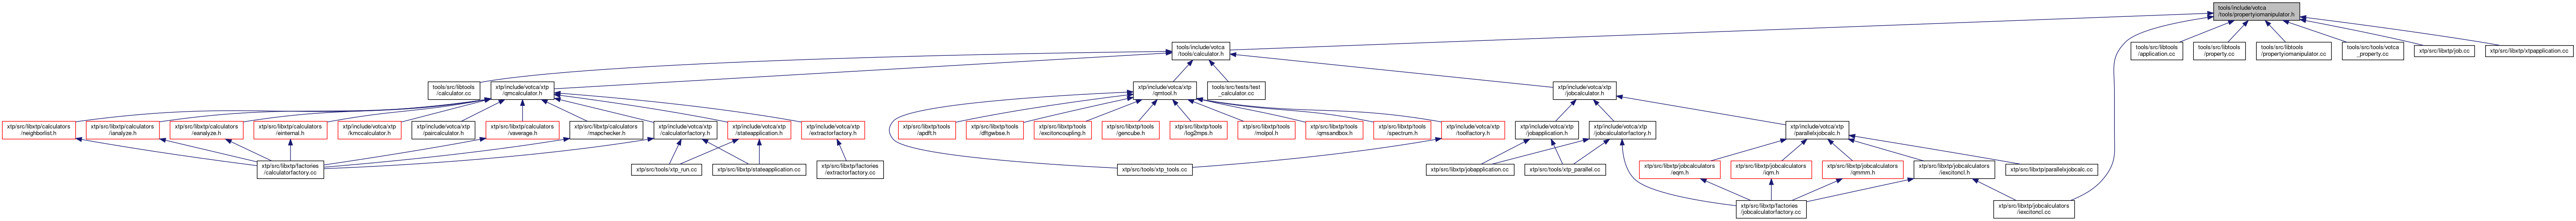 tools/include/votca
/tools/propertyiomanipulator.h
tools/include/votca
/tools/calculator.h
tools/src/libtools
/application.cc
tools/src/libtools
/property.cc
tools/src/libtools
/propertyiomanipulator.cc
tools/src/tools/votca
_property.cc
xtp/src/libxtp/job.cc
xtp/src/libxtp/xtpapplication.cc
tools/src/libtools
/calculator.cc
xtp/include/votca/xtp
/qmcalculator.h
xtp/include/votca/xtp
/qmtool.h
tools/src/tests/test
_calculator.cc
xtp/include/votca/xtp
/jobcalculator.h
xtp/src/libxtp/calculators
/neighborlist.h
xtp/src/libxtp/calculators
/ianalyze.h
xtp/src/libxtp/calculators
/eanalyze.h
xtp/src/libxtp/calculators
/einternal.h
xtp/include/votca/xtp
/kmccalculator.h
xtp/include/votca/xtp
/parcalculator.h
xtp/src/libxtp/calculators
/vaverage.h
xtp/src/libxtp/calculators
/mapchecker.h
xtp/include/votca/xtp
/calculatorfactory.h
xtp/include/votca/xtp
/stateapplication.h
xtp/include/votca/xtp
/extractorfactory.h
xtp/src/libxtp/tools
/apdft.h
xtp/src/libxtp/tools
/dftgwbse.h
xtp/src/libxtp/tools
/excitoncoupling.h
xtp/src/libxtp/tools
/gencube.h
xtp/src/libxtp/tools
/log2mps.h
xtp/src/libxtp/tools
/molpol.h
xtp/src/libxtp/tools
/qmsandbox.h
xtp/src/libxtp/tools
/spectrum.h
xtp/include/votca/xtp
/toolfactory.h
xtp/include/votca/xtp
/jobapplication.h
xtp/include/votca/xtp
/jobcalculatorfactory.h
xtp/include/votca/xtp
/parallelxjobcalc.h
xtp/src/libxtp/factories
/calculatorfactory.cc
xtp/src/tools/xtp_run.cc
xtp/src/libxtp/stateapplication.cc
xtp/src/libxtp/factories
/extractorfactory.cc
xtp/src/tools/xtp_tools.cc
xtp/src/libxtp/jobapplication.cc
xtp/src/tools/xtp_parallel.cc
xtp/src/libxtp/jobcalculators
/eqm.h
xtp/src/libxtp/jobcalculators
/iqm.h
xtp/src/libxtp/jobcalculators
/qmmm.h
xtp/src/libxtp/jobcalculators
/iexcitoncl.h
xtp/src/libxtp/parallelxjobcalc.cc
xtp/src/libxtp/factories
/jobcalculatorfactory.cc
xtp/src/libxtp/jobcalculators
/iexcitoncl.cc